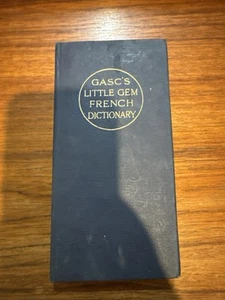 GASC'S
LITTLE GEM
FRENCH
DICTIONARY